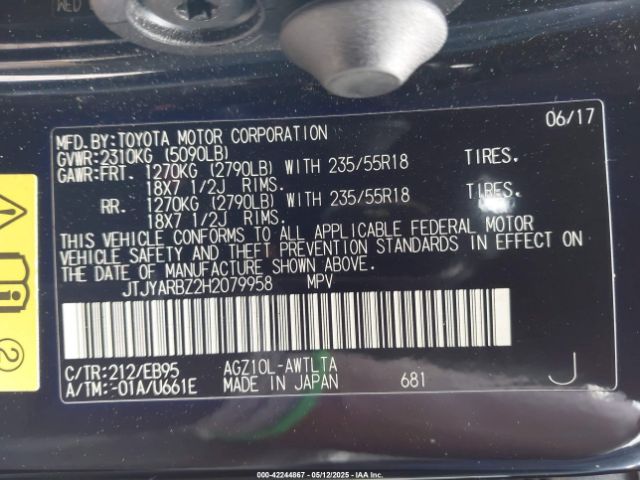 WED
06/17
MFD.BY:TOYOTA MOTOR CORPORATION
GVWR:2310KG (5090LB)
GAWR:FRT. 1270KG (2790LB) WITH 235/55R18 TIRES.
18X7 1/2J RIMS.
RR. 1270KG (2790LB) WITH 235/55R18 TIRES.
18X7 1/2J RIMS.
THIS VEHICLE CONFORMS TO ALL APPLICABLE FEDERAL MOTOR
VEHICLE SAFETY AND THEFT PREVENTION STANDARDS IN EFFECT ON
THE DATE OF MANUFACTURE SHOWN ABOVE.
JTJYARBZ2H2079958 MPV
C/TR:212/EB95 AGZ10L-AWTLTA
A/TM:-01A/U661E MADE IN JAPAN 681 J
2
000-42244867 - 05/12/2025 - © IAA Inc.